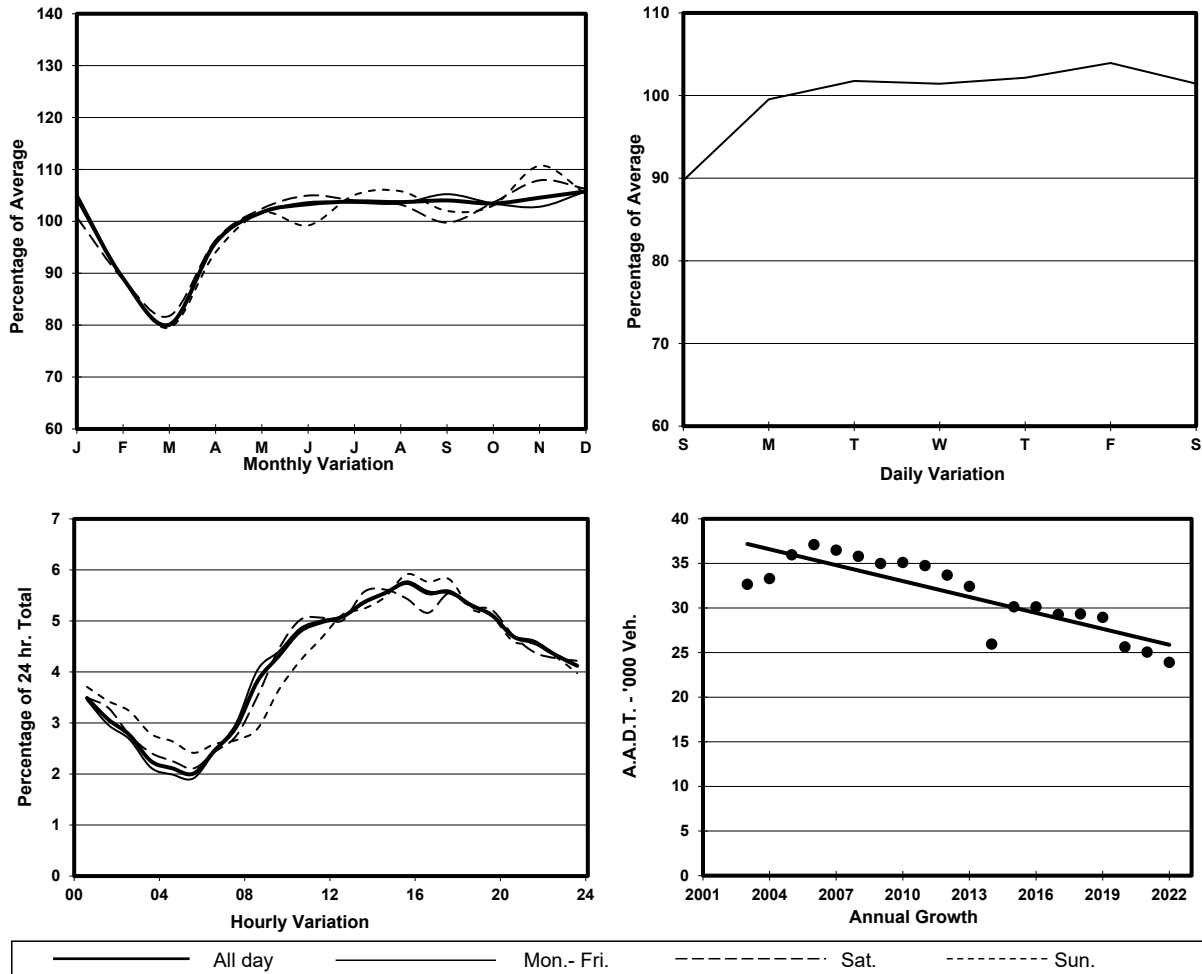 140
130
120
110
100
90
80
70
60
Percentage of Average
J F M A M J J A S O N D
Monthly Variation
110
100
90
80
70
60
Percentage of Average
S M T W T F S
Daily Variation
7
6
5
4
3
2
1
0
Percentage of 24 hr. Total
00 04 08 12 16 20 24
Hourly Variation
40
35
30
25
20
15
10
5
0
A.A.D.T. - '000 Veh.
2001 2004 2007 2010 2013 2016 2019 2022
Annual Growth
All day Mon.- Fri. Sat. Sun.